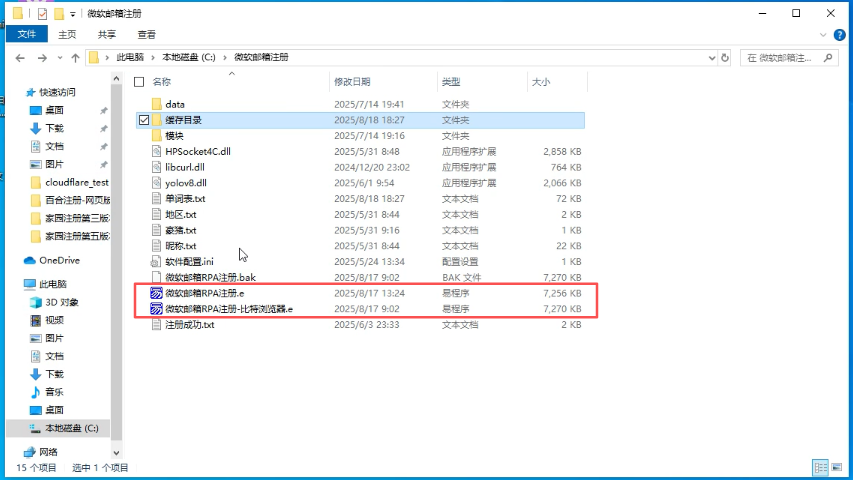 微软邮箱注册
文件 主页 共享 查看
此电脑 > 本地磁盘 (C:) > 微软邮箱注册 在 微软邮箱注...
名称 修改日期 类型 大小
快速访问
桌面
下载
文档
图片
cloudflare_test
百合注册-网页版
家园注册第三版
家园注册第五版
OneDrive
此电脑
3D 对象
视频
图片
文档
下载
音乐
桌面
本地磁盘 (C:)
网络
data 2025/7/14 19:41 文件夹
缓存目录 2025/8/18 18:27 文件夹
模块 2025/7/14 19:16 文件夹
HPSocket4C.dll 2025/5/31 8:48 应用程序扩展 2,858 KB
libcurl.dll 2024/12/20 23:02 应用程序扩展 764 KB
yolov8.dll 2025/6/1 9:54 应用程序扩展 2,066 KB
单词表.txt 2025/8/18 18:27 文本文档 72 KB
地区.txt 2025/5/31 8:44 文本文档 2 KB
豪猪.txt 2025/5/31 9:16 文本文档 1 KB
昵称.txt 2025/5/31 8:44 文本文档 22 KB
软件配置.ini 2025/5/24 13:34 配置设置 1 KB
微软邮箱RPA注册.bak 2025/8/17 9:02 BAK 文件 7,270 KB
微软邮箱RPA注册.e 2025/8/17 13:24 易程序 7,256 KB
微软邮箱RPA注册-比特浏览器.e 2025/8/17 9:02 易程序 7,270 KB
注册成功.txt 2025/6/3 23:33 文本文档 2 KB
15 个项目 选中 1 个项目